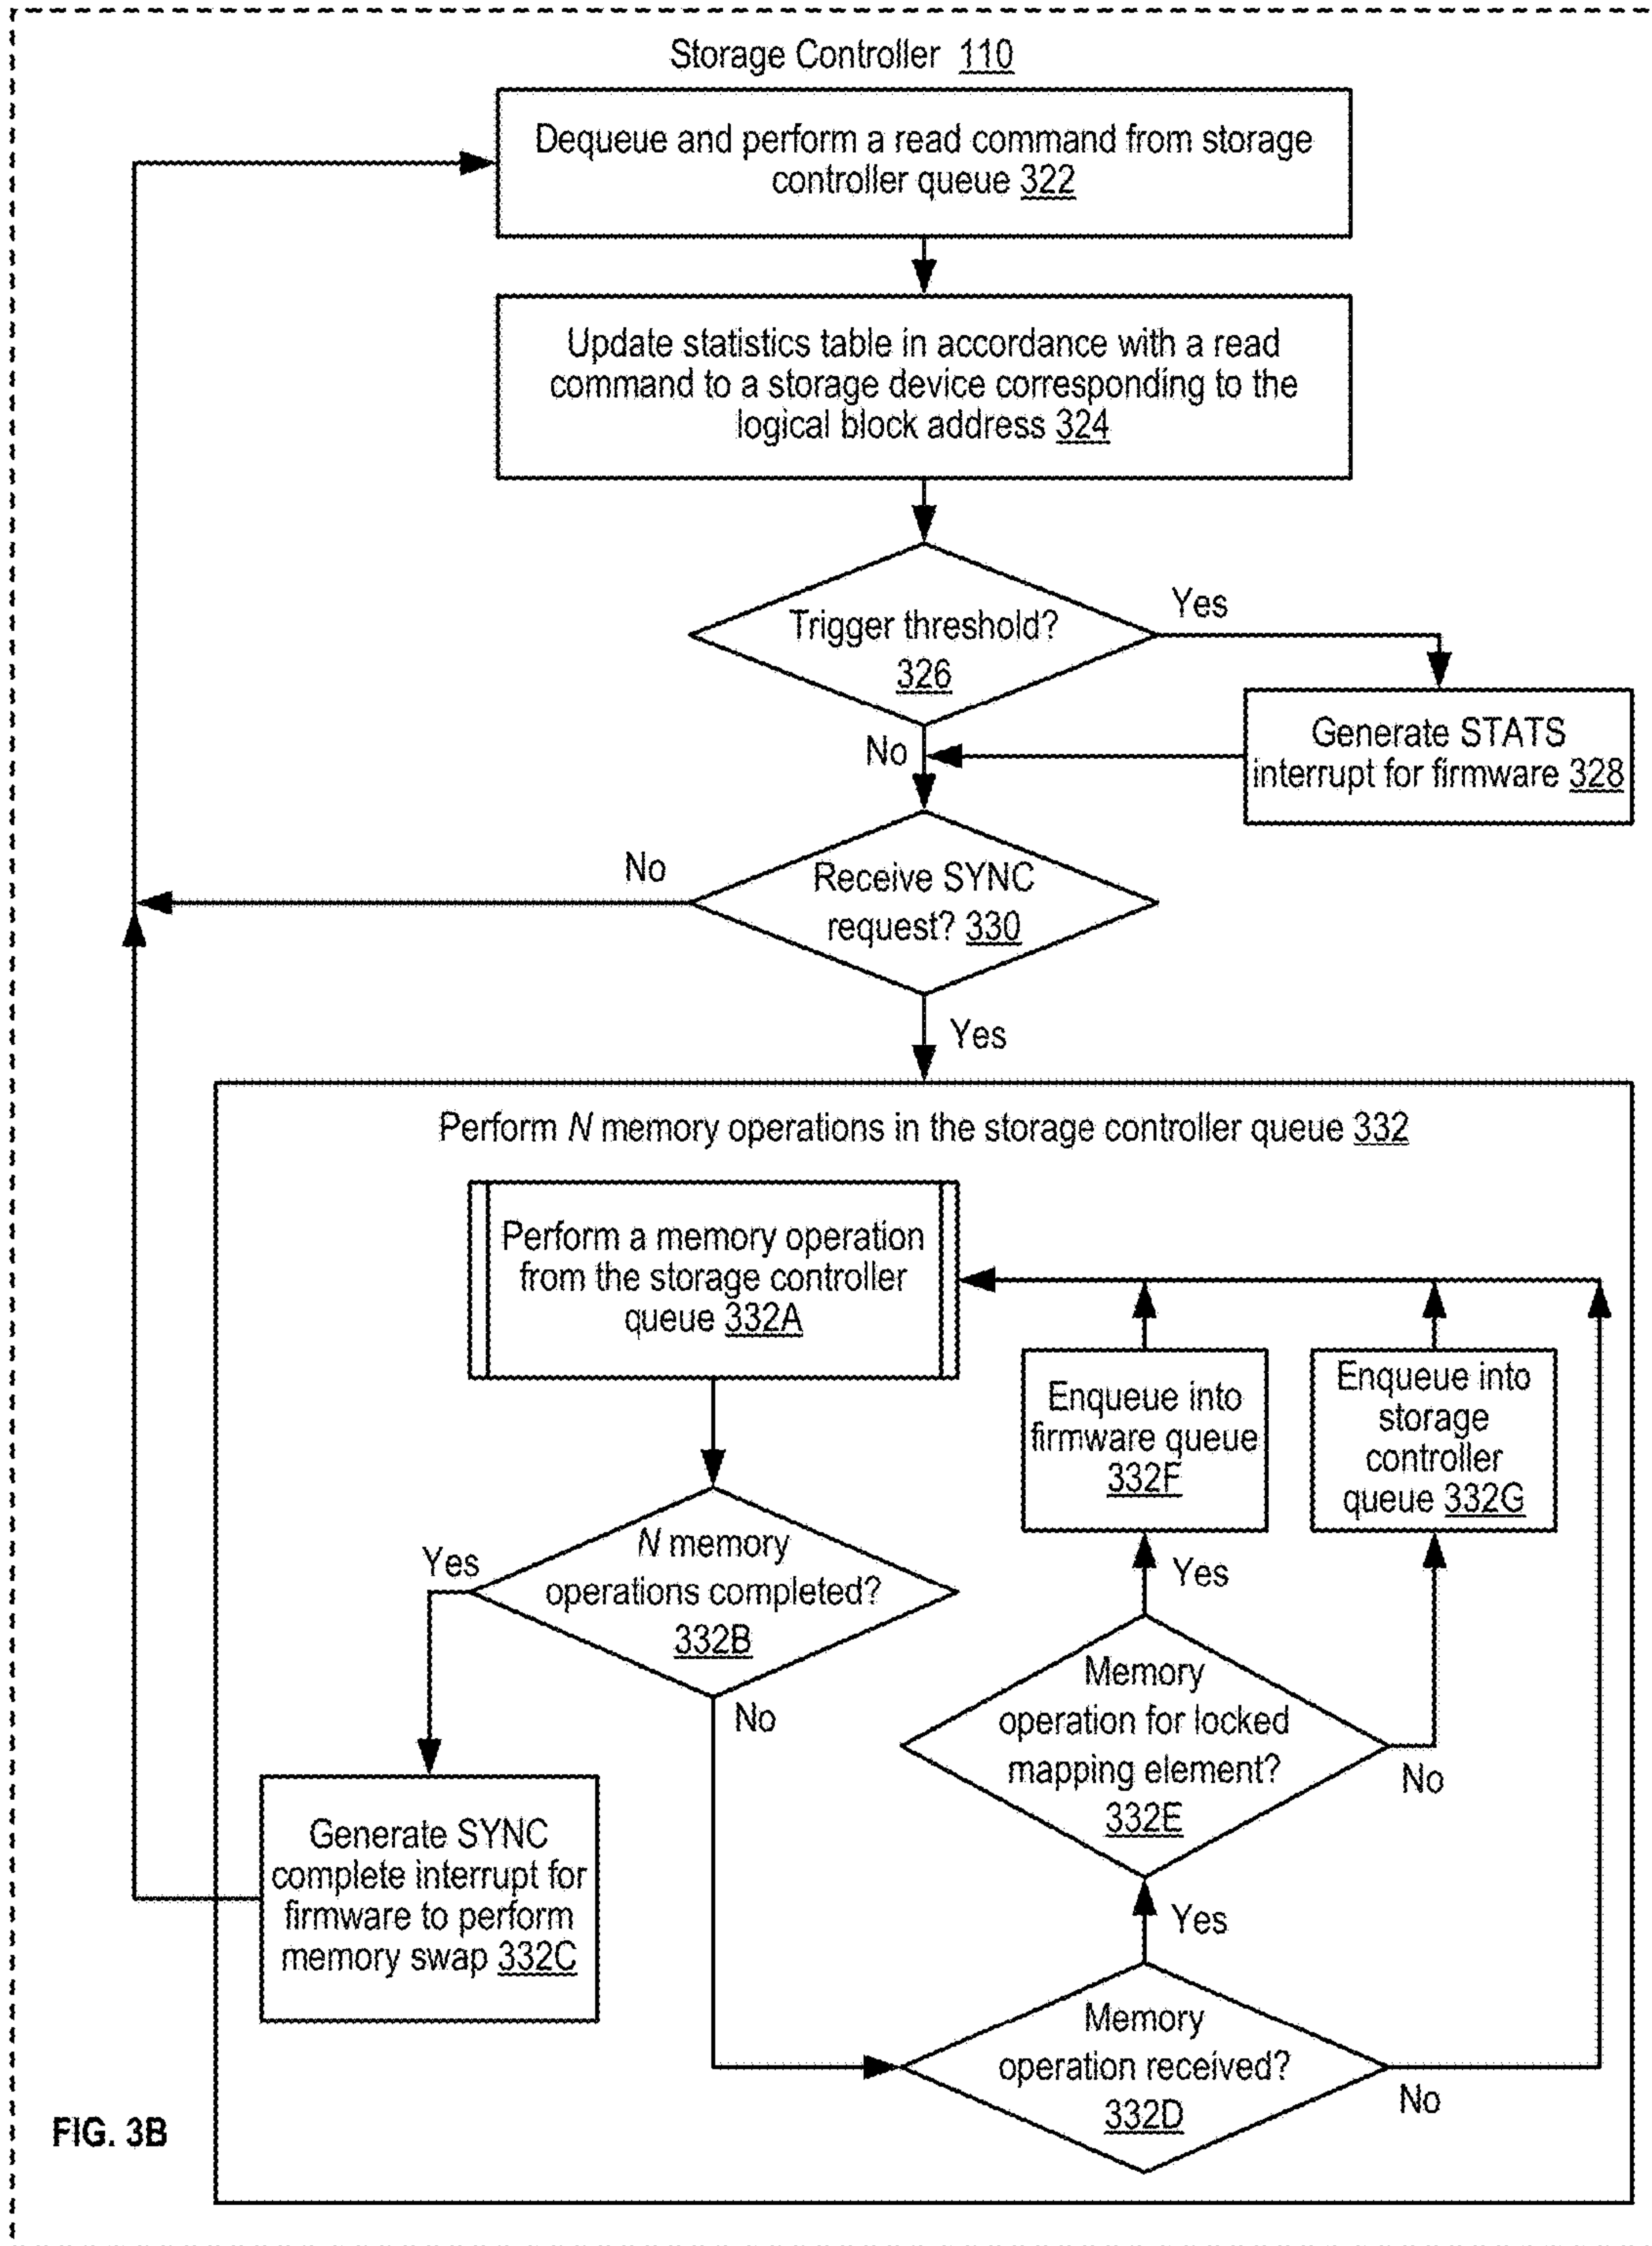 Storage Controller 110
Dequeue and perform a read command from storage
controller queue 322
Update statistics table in accordance with a read
command to a storage device corresponding to the
logical block address 324
Trigger threshold?
326
Yes
No
Generate STATS
interrupt for firmware 328
Receive SYNC
request? 330
No
Yes
Perform N memory operations in the storage controller queue 332
Perform a memory operation
from the storage controller
queue 332A
N memory
operations completed?
332B
Yes
No
Generate SYNC
complete interrupt for
firmware to perform
memory swap 332C
Enqueue into
firmware queue
332F
Enqueue into
storage
controller
queue 332G
Yes
Memory
operation for locked
mapping element?
332E
No
Yes
Memory
operation received?
332D
No
FIG. 3B